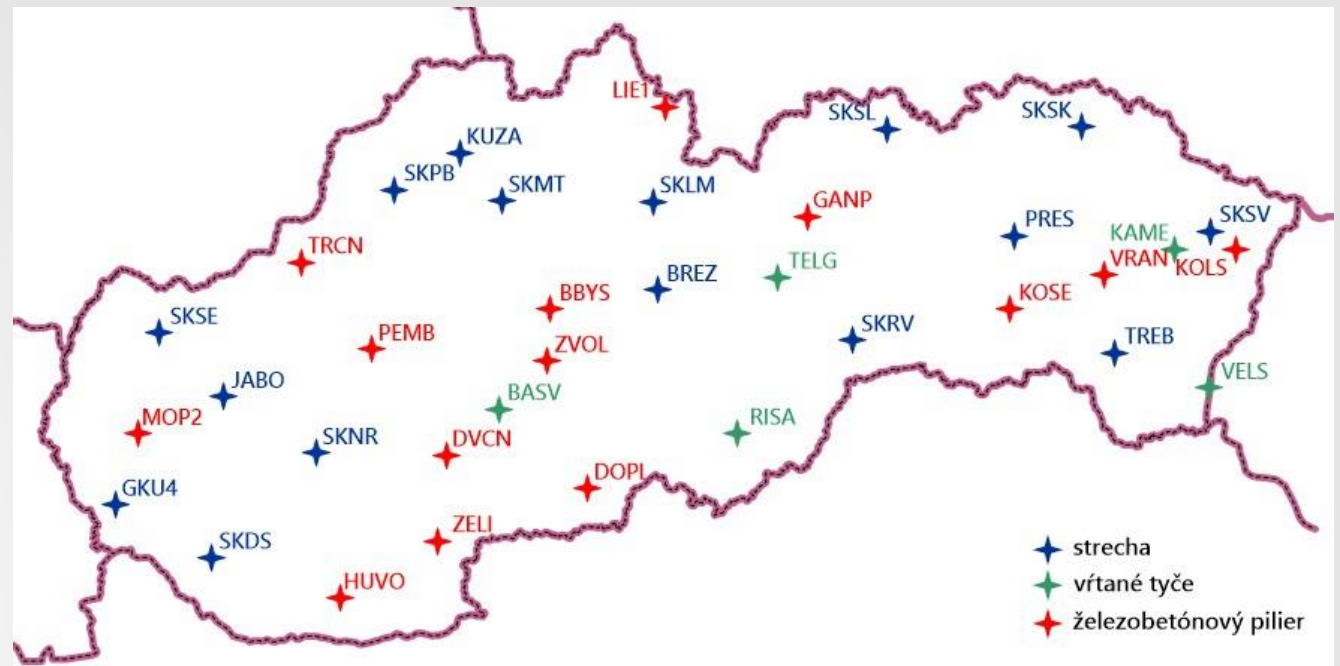 LIE1
SKSL
SKSK
KUZA
SKPB
SKMT
SKLM
GANP
PRES
KAME
SKSV
TRCN
TELG
VRAN
KOLS
BREZ
BBYS
KOSE
SKSE
PEMB
ZVOL
SKRV
TREB
JABO
BASV
VELS
MOP2
SKNR
DVCN
RISA
GKU4
DOPL
SKDS
ZELI
HUVO
strecha
vŕtané tyče
železobetónový pilier